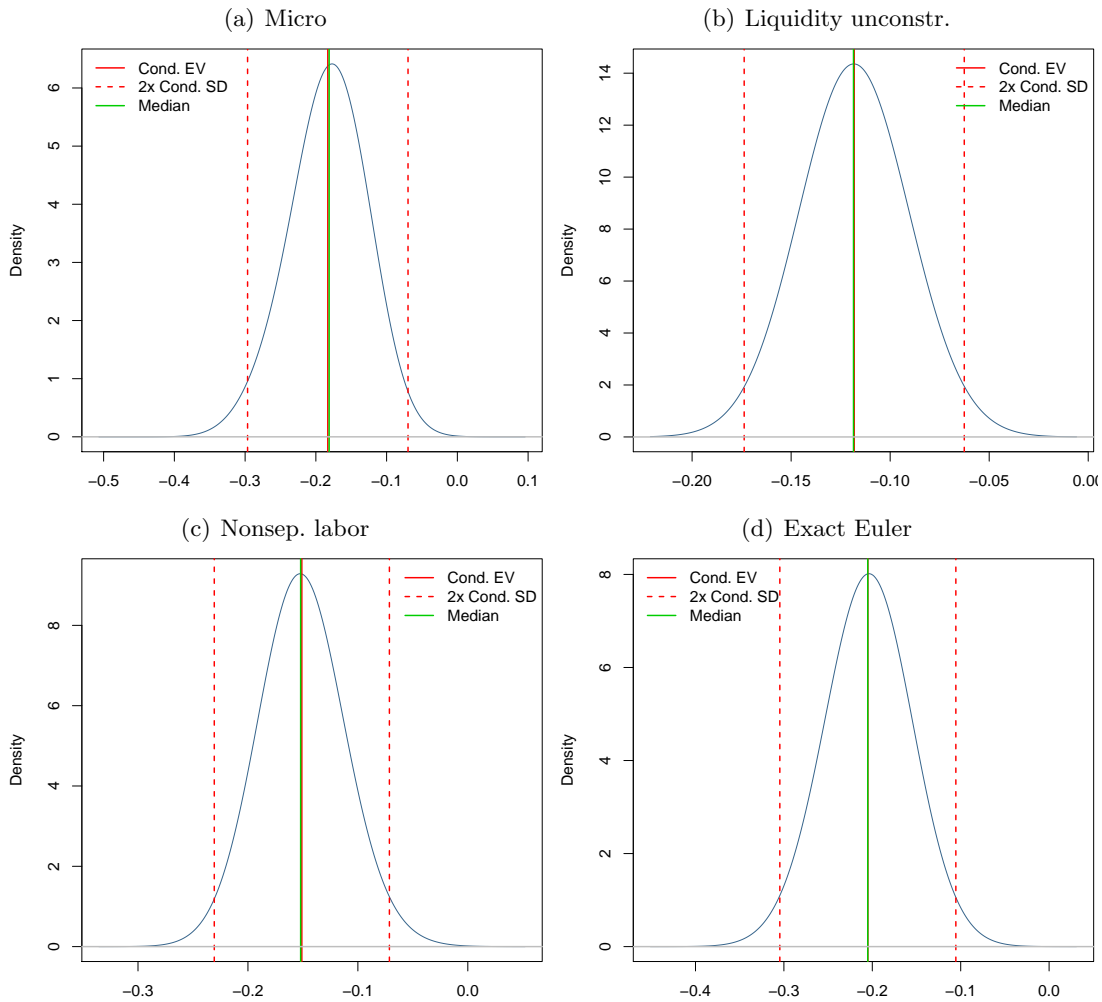 (a) Micro
Cond. EV
2x Cond. SD
Median
Density
0
1
2
3
4
5
6
−0.5
−0.4
−0.3
−0.2
−0.1
0.0
0.1
(b) Liquidity unconstr.
Cond. EV
2x Cond. SD
Median
Density
0
2
4
6
8
10
12
14
−0.20
−0.15
−0.10
−0.05
0.00
(c) Nonsep. labor
Cond. EV
2x Cond. SD
Median
Density
0
2
4
6
8
−0.3
−0.2
−0.1
0.0
(d) Exact Euler
Cond. EV
2x Cond. SD
Median
Density
0
2
4
6
8
−0.4
−0.3
−0.2
−0.1
0.0